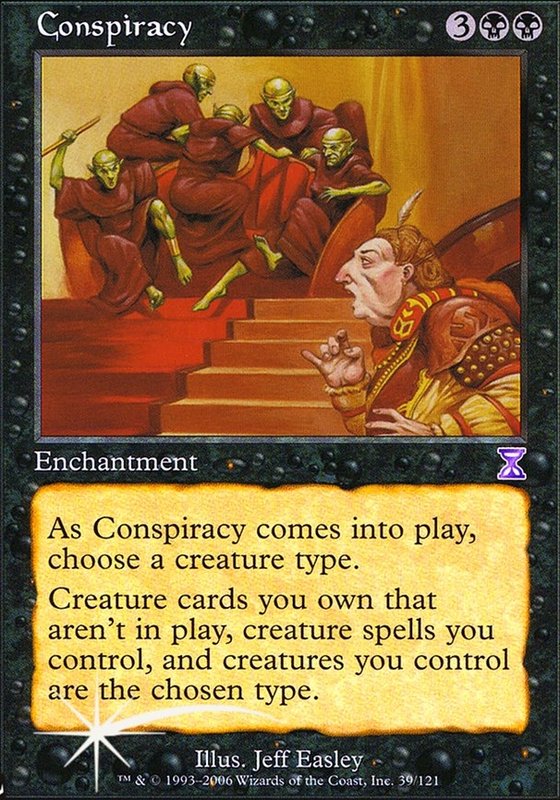 Conspiracy 3
Enchantment
As Conspiracy comes into play,
choose a creature type.
Creature cards you own that
aren't in play, creature spells you
control, and creatures you control
are the chosen type.
Illus. Jeff Easley
™ & © 1993–2006 Wizards of the Coast, Inc. 39/121